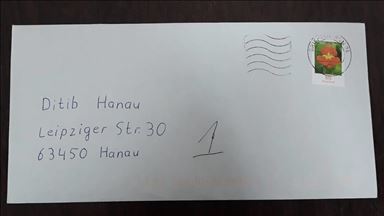 Ditib Hanau
Leipziger Str. 30
63450 Hanau
1